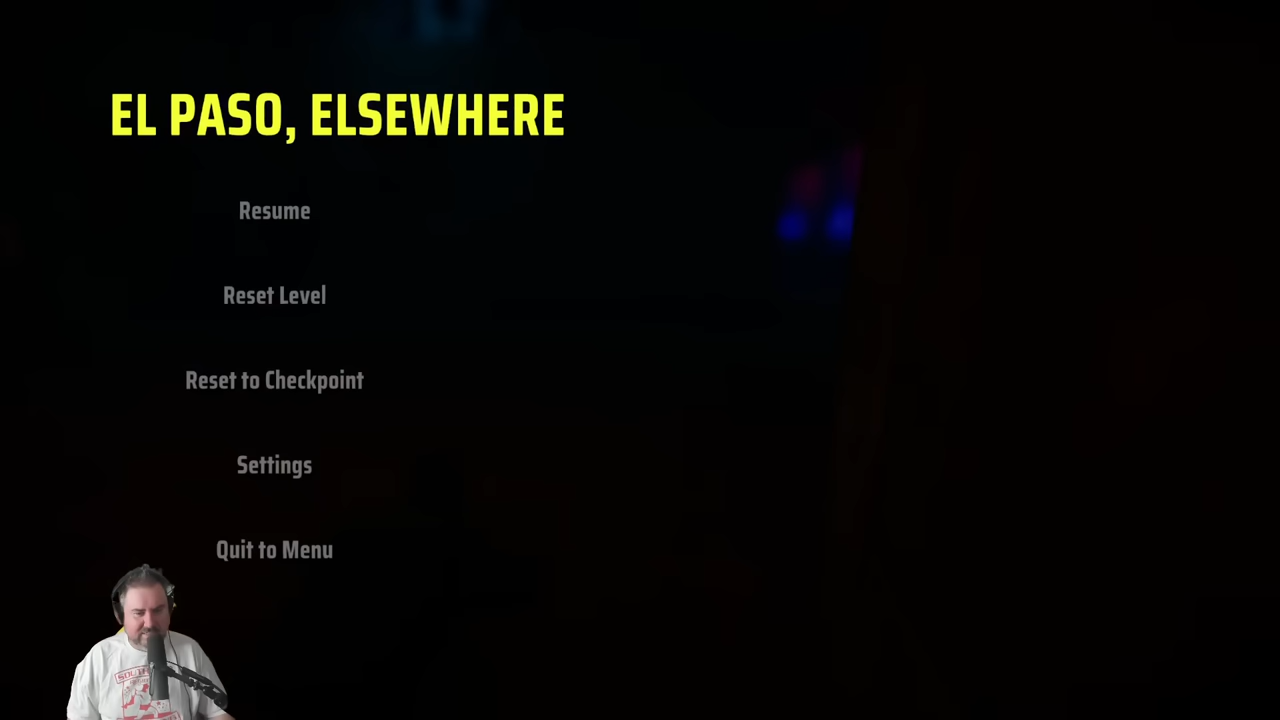 EL PASO, ELSEWHERE
Resume
Reset Level
Reset to Checkpoint
Settings
Quit to Menu